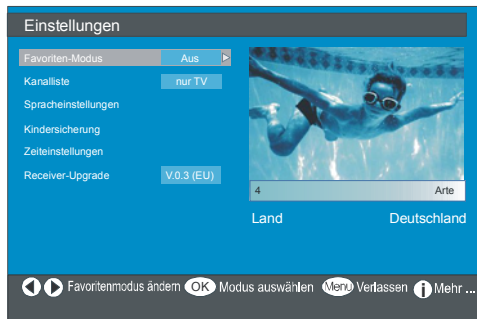 Einstellungen
Favoriten-Modus Aus
Kanalliste nur TV
Spracheinstellungen
Kindersicherung
Zeiteinstellungen
Receiver-Upgrade V.0.3 (EU)
4 Arte
Land Deutschland
Favoritenmodus ändern OK Modus auswählen Menu Verlassen i Mehr ...